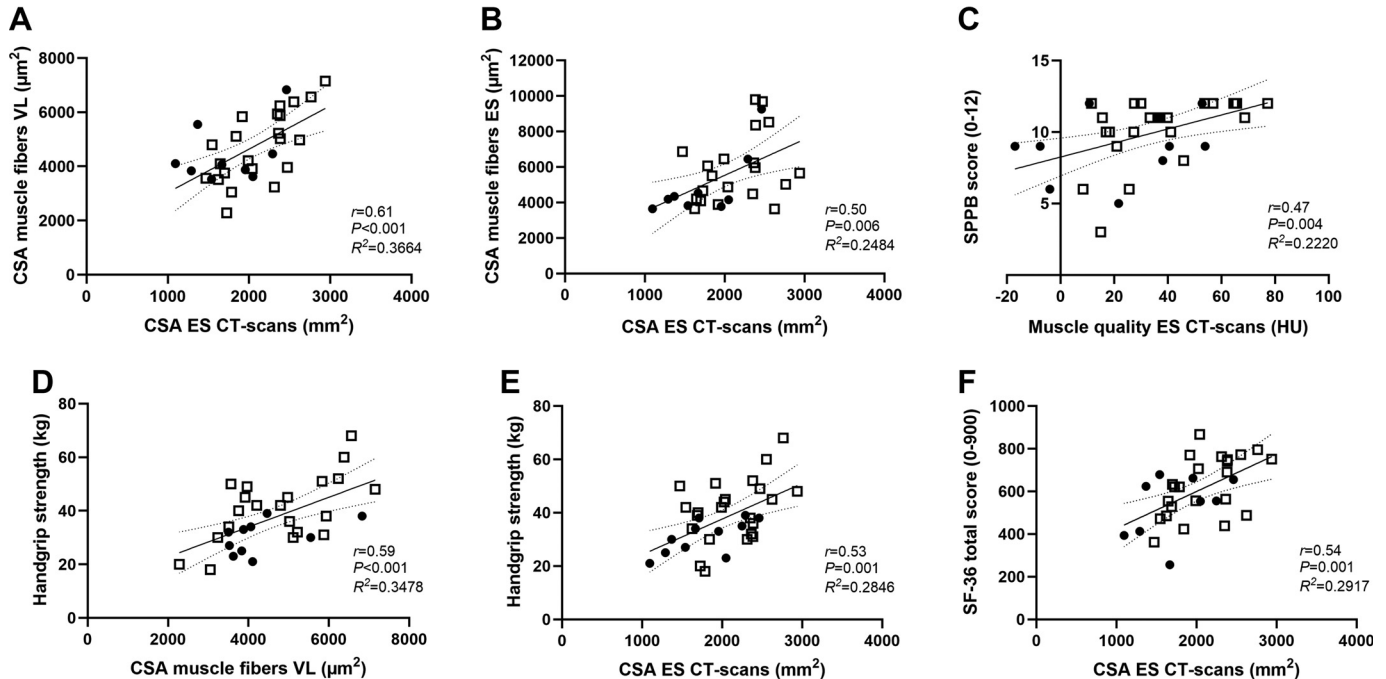 A
CSA muscle fibers VL (µm²)
8000
6000
4000
2000
0
0 1000 2000 3000 4000
CSA ES CT-scans (mm²)
r=0.61
P<0.001
R²=0.3664
B
CSA muscle fibers ES (µm²)
12000
10000
8000
6000
4000
2000
0
0 1000 2000 3000 4000
CSA ES CT-scans (mm²)
r=0.50
P=0.006
R²=0.2484
C
SPPB score (0-12)
15
10
5
-20 0 20 40 60 80 100
Muscle quality ES CT-scans (HU)
r=0.47
P=0.004
R²=0.2220
D
Handgrip strength (kg)
80
60
40
20
0
0 2000 4000 6000 8000
CSA muscle fibers VL (µm²)
r=0.59
P<0.001
R²=0.3478
E
Handgrip strength (kg)
80
60
40
20
0
0 1000 2000 3000 4000
CSA ES CT-scans (mm²)
r=0.53
P=0.001
R²=0.2846
F
SF-36 total score (0-900)
1000
800
600
400
200
0
0 1000 2000 3000 4000
CSA ES CT-scans (mm²)
r=0.54
P=0.001
R²=0.2917